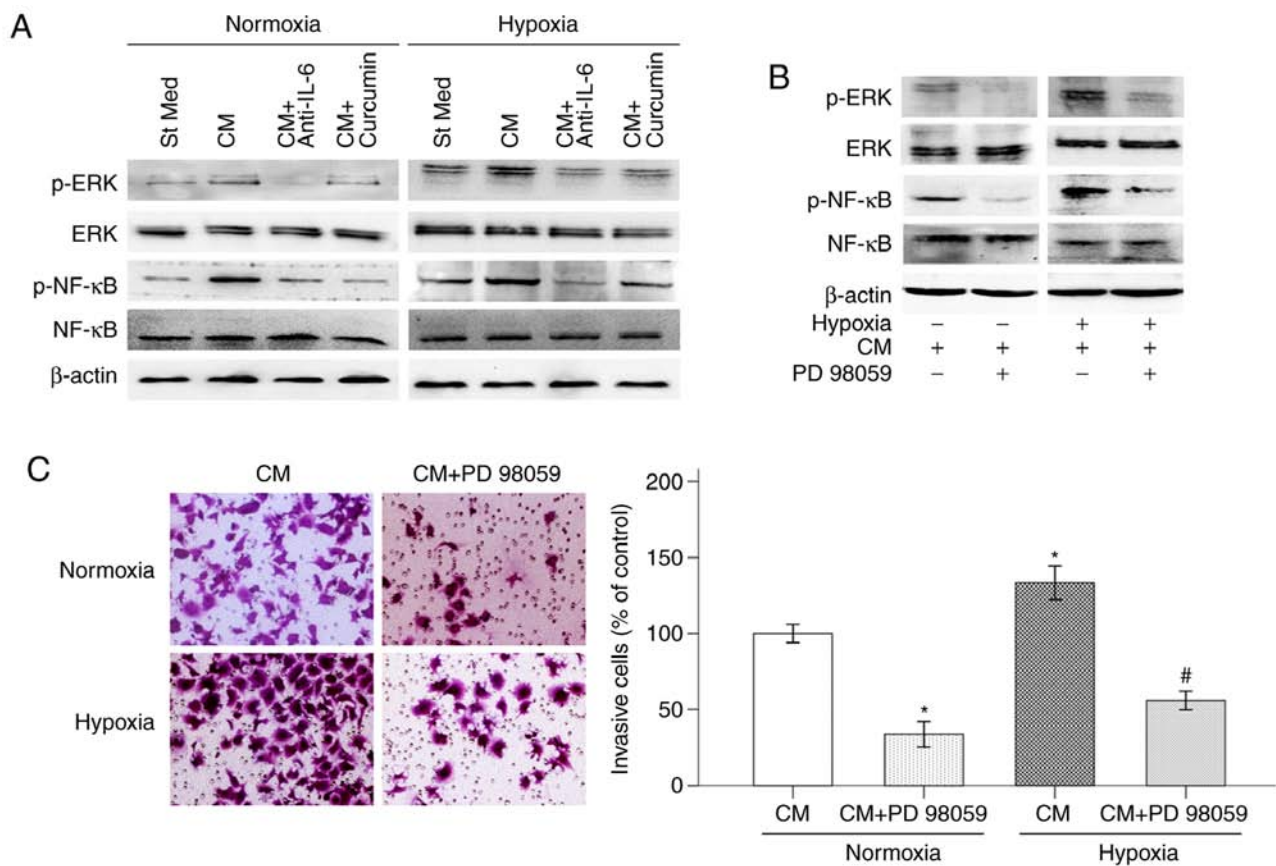 A
Normoxia
Hypoxia
St Med
CM
CM+
Anti-IL-6
CM+
Curcumin
St Med
CM
CM+
Anti-IL-6
CM+
Curcumin
p-ERK
ERK
p-NF-κB
NF-κB
β-actin
B
p-ERK
ERK
p-NF-κB
NF-κB
β-actin
Hypoxia – – + +
CM + + + +
PD 98059 – + – +
C
CM
CM+PD 98059
Normoxia
Hypoxia
Invasive cells (% of control)
200
150
100
50
0
*
*
#
CM
CM+PD 98059
CM
CM+PD 98059
Normoxia
Hypoxia